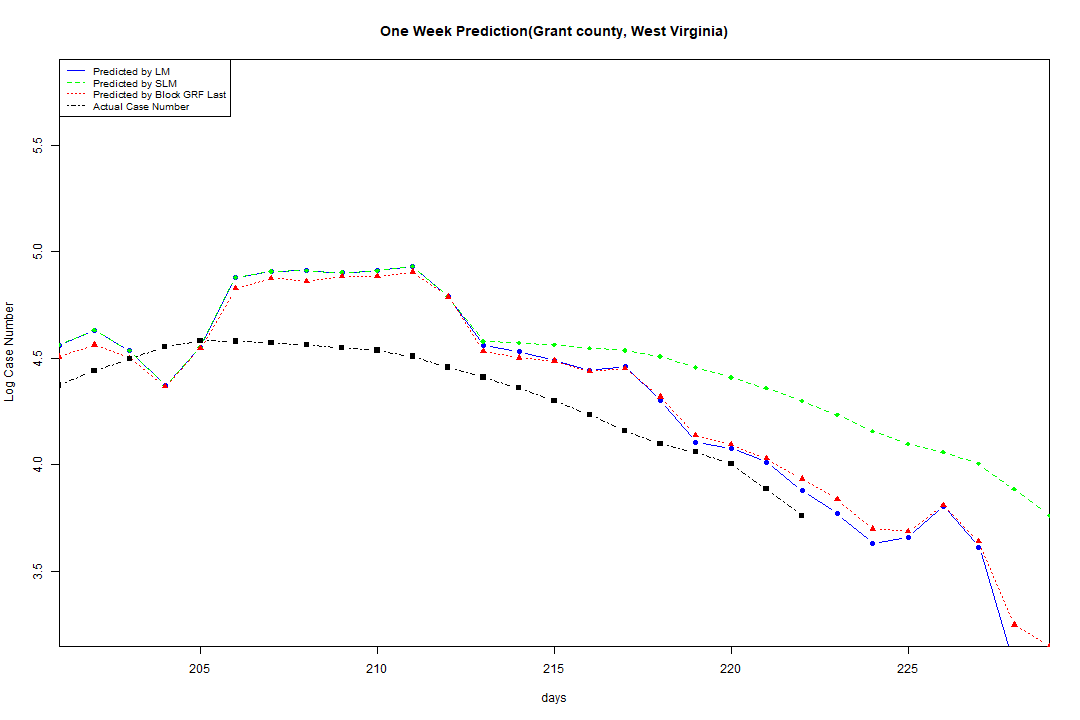 One Week Prediction(Grant county, West Virginia)
Predicted by LM
Predicted by SLM
Predicted by Block GRF Last
Actual Case Number
5.5
5.0
4.5
4.0
3.5
Log Case Number
205 210 215 220 225
days